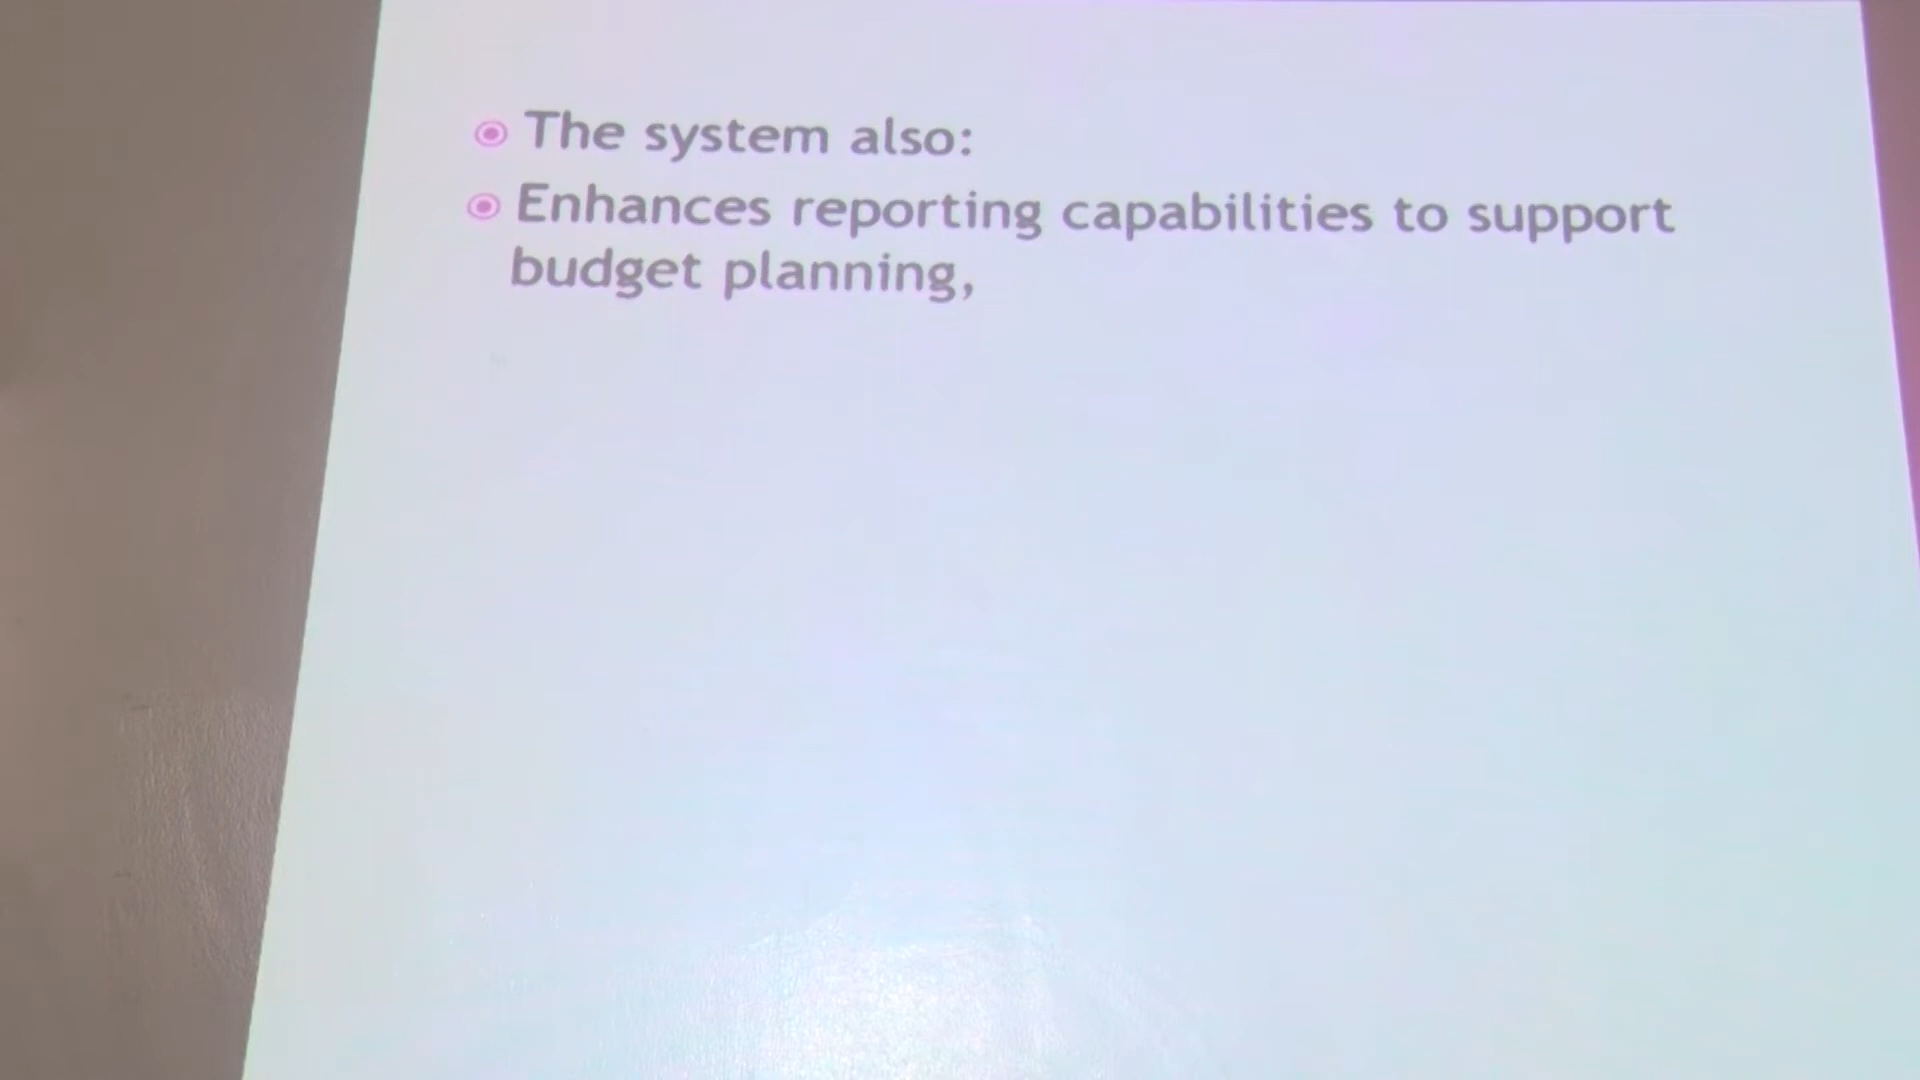 The system also:
Enhances reporting capabilities to support
budget planning,